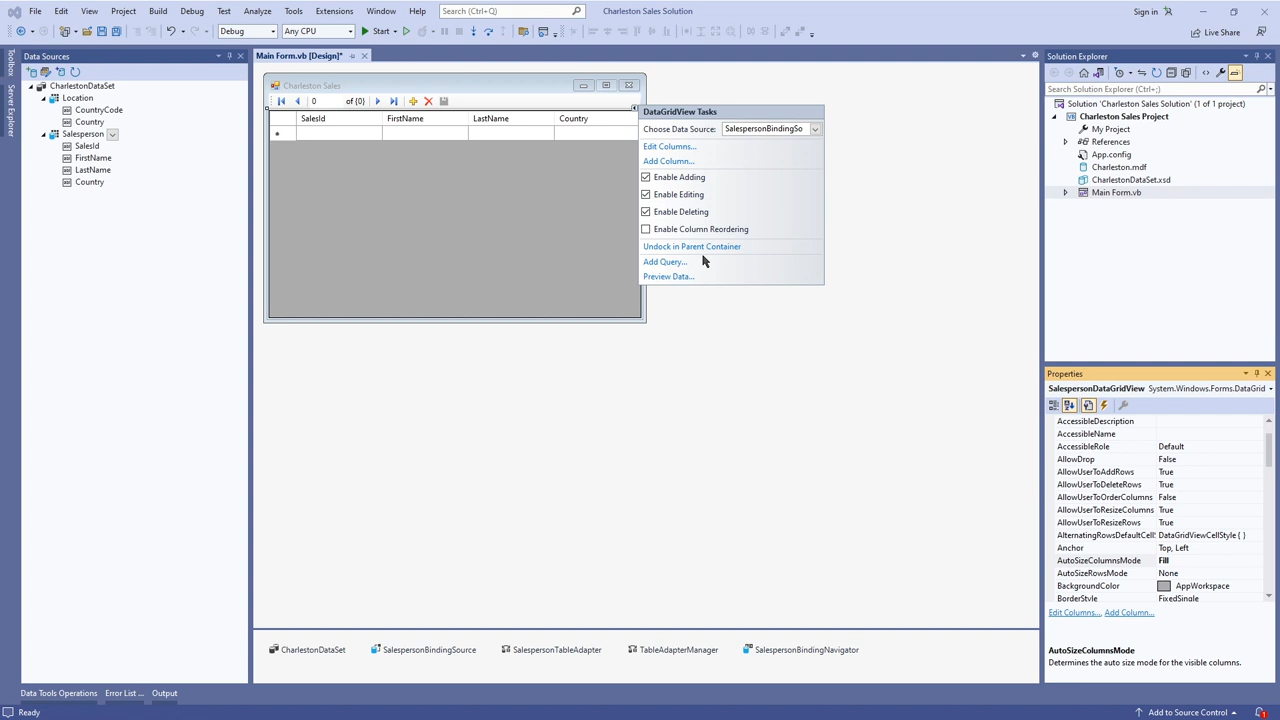 File Edit View Project Build Debug Test Analyze Tools Extensions Window Help Search (Ctrl+Q) Charleston Sales Solution Sign in
Debug Any CPU Start Live Share
Toolbox
Server Explorer
Data Sources
CharlestonDataSet
Location
CountryCode
Country
Salesperson
SalesId
FirstName
LastName
Country
Main Form.vb [Design]*
Charleston Sales
0 of {0}
SalesId FirstName LastName Country
DataGridView Tasks
Choose Data Source: SalespersonBindingSo
Edit Columns...
Add Column...
Enable Adding
Enable Editing
Enable Deleting
Enable Column Reordering
Undock in Parent Container
Add Query...
Preview Data...
CharlestonDataSet SalespersonBindingSource SalespersonTableAdapter TableAdapterManager SalespersonBindingNavigator
Solution Explorer
Search Solution Explorer (Ctrl+;)
Solution 'Charleston Sales Solution' (1 of 1 project)
Charleston Sales Project
My Project
References
App.config
Charleston.mdf
CharlestonDataSet.xsd
Main Form.vb
Properties
SalespersonDataGridView System.Windows.Forms.DataGrid
AccessibleDescription
AccessibleName
AccessibleRole Default
AllowDrop False
AllowUserToAddRows True
AllowUserToDeleteRows True
AllowUserToOrderColumns False
AllowUserToResizeColumns True
AllowUserToResizeRows True
AlternatingRowsDefaultCell DataGridViewCellStyle { }
Anchor Top, Left
AutoSizeColumnsMode Fill
AutoSizeRowsMode None
BackgroundColor AppWorkspace
BorderStyle FixedSingle
Edit Columns..., Add Column...
AutoSizeColumnsMode
Determines the auto size mode for the visible columns.
Data Tools Operations Error List ... Output
Ready Add to Source Control 1